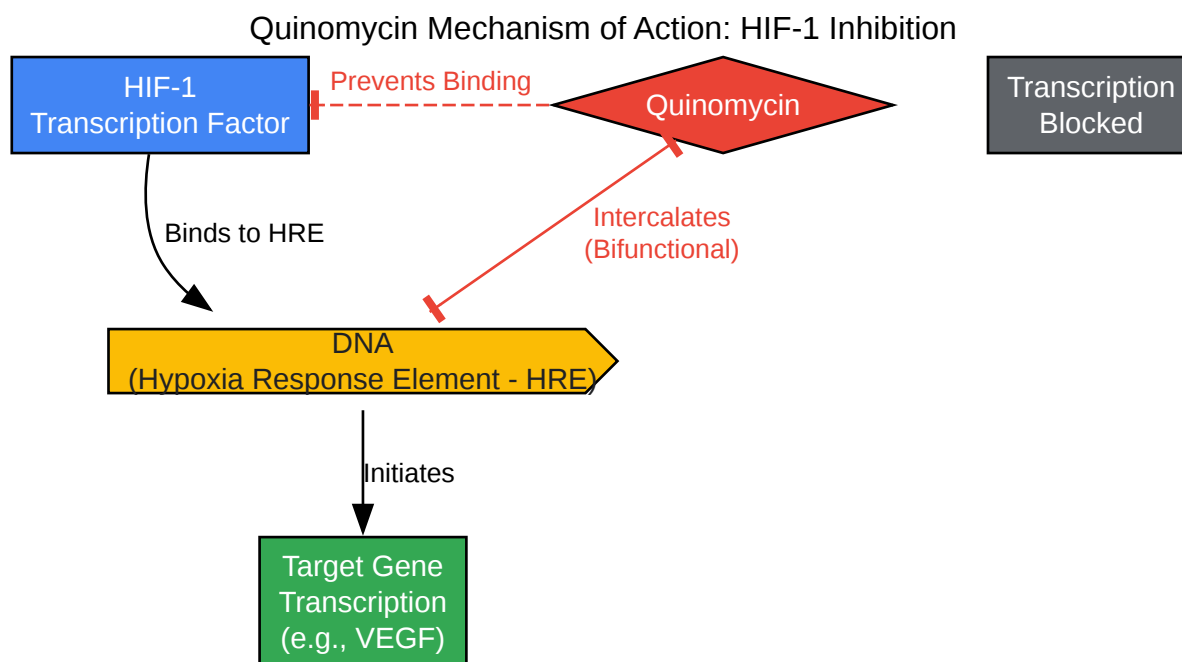 Quinomycin Mechanism of Action: HIF-1 Inhibition
HIF-1
Transcription Factor
Prevents Binding
Quinomycin
Transcription
Blocked
Binds to HRE
Intercalates
(Bifunctional)
DNA
(Hypoxia Response Element - HRE)
Initiates
Target Gene
Transcription
(e.g., VEGF)